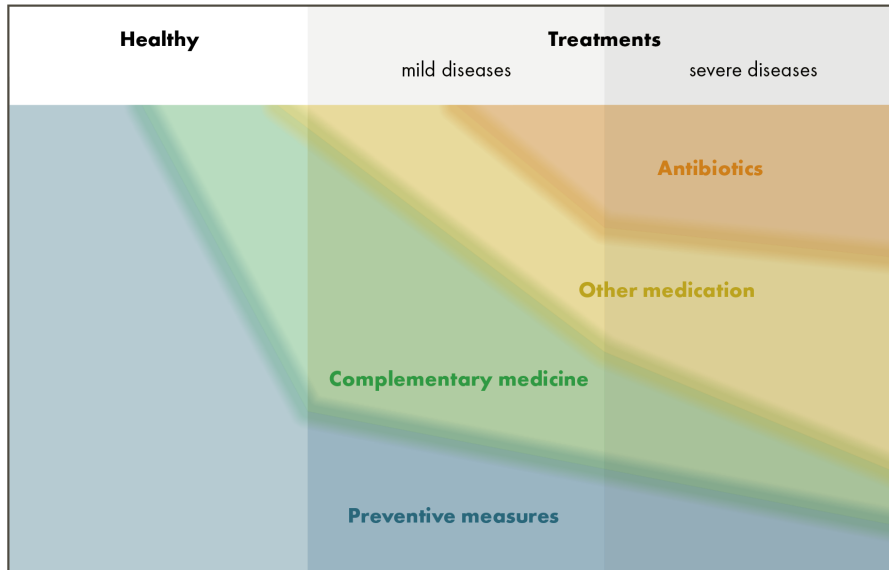 Healthy
Treatments
mild diseases
severe diseases
Antibiotics
Other medication
Complementary medicine
Preventive measures